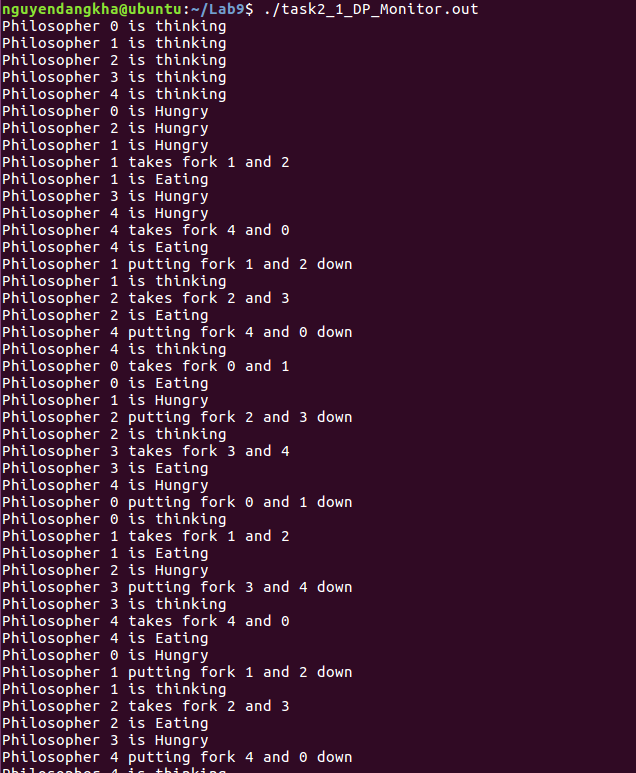 nguyendangkha@ubuntu:~/Lab9$ ./task2_1_DP_Monitor.out
Philosopher 0 is thinking
Philosopher 1 is thinking
Philosopher 2 is thinking
Philosopher 3 is thinking
Philosopher 4 is thinking
Philosopher 0 is Hungry
Philosopher 2 is Hungry
Philosopher 1 is Hungry
Philosopher 1 takes fork 1 and 2
Philosopher 1 is Eating
Philosopher 3 is Hungry
Philosopher 4 is Hungry
Philosopher 4 takes fork 4 and 0
Philosopher 4 is Eating
Philosopher 1 putting fork 1 and 2 down
Philosopher 1 is thinking
Philosopher 2 takes fork 2 and 3
Philosopher 2 is Eating
Philosopher 4 putting fork 4 and 0 down
Philosopher 4 is thinking
Philosopher 0 takes fork 0 and 1
Philosopher 0 is Eating
Philosopher 1 is Hungry
Philosopher 2 putting fork 2 and 3 down
Philosopher 2 is thinking
Philosopher 3 takes fork 3 and 4
Philosopher 3 is Eating
Philosopher 4 is Hungry
Philosopher 0 putting fork 0 and 1 down
Philosopher 0 is thinking
Philosopher 1 takes fork 1 and 2
Philosopher 1 is Eating
Philosopher 2 is Hungry
Philosopher 3 putting fork 3 and 4 down
Philosopher 3 is thinking
Philosopher 4 takes fork 4 and 0
Philosopher 4 is Eating
Philosopher 0 is Hungry
Philosopher 1 putting fork 1 and 2 down
Philosopher 1 is thinking
Philosopher 2 takes fork 2 and 3
Philosopher 2 is Eating
Philosopher 3 is Hungry
Philosopher 4 putting fork 4 and 0 down
Philosopher 4 is thinking